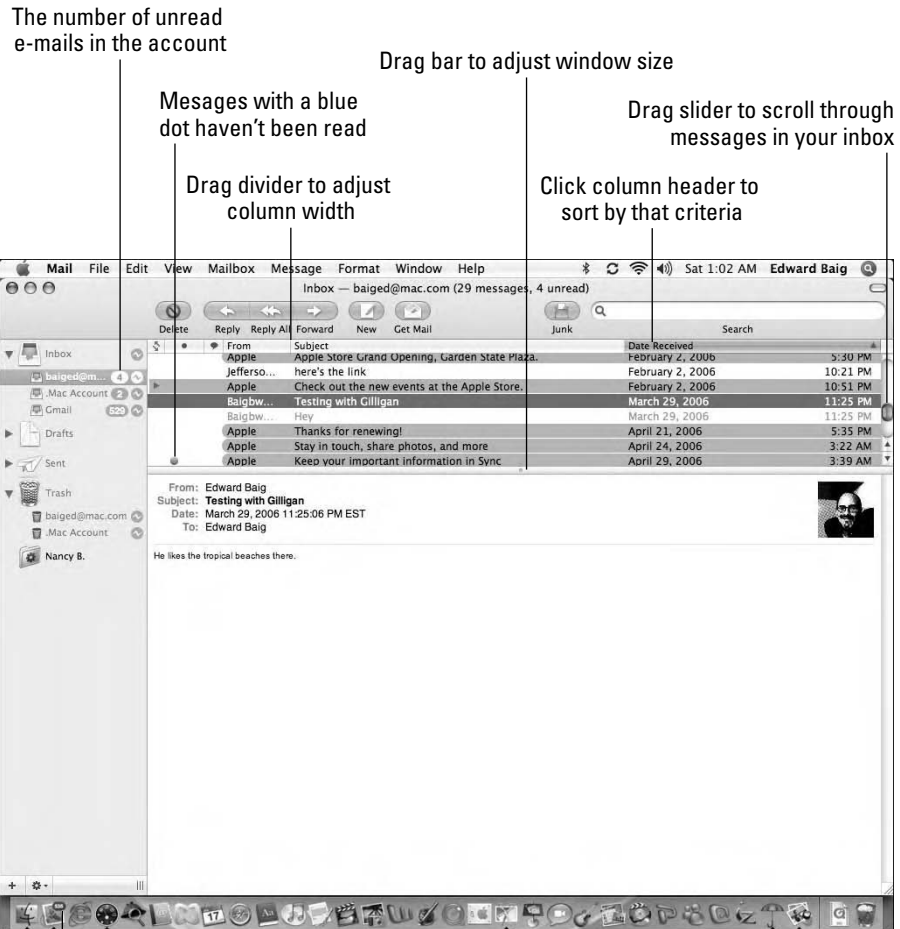 The number of unread
e-mails in the account
Drag bar to adjust window size
Mesages with a blue
dot haven't been read
Drag slider to scroll through
messages in your inbox
Drag divider to adjust
column width
Click column header to
sort by that criteria
Mail File Edit View Mailbox Message Format Window Help Sat 1:02 AM Edward Baig
Inbox — baiged@mac.com (29 messages, 4 unread)
Delete Reply Reply All Forward New Get Mail Junk Search
From Subject Date Received
Apple Apple Store Grand Opening, Garden State Plaza. February 2, 2006 5:30 PM
Jefferso... here's the link February 2, 2006 10:21 PM
Apple Check out the new events at the Apple Store. February 2, 2006 10:51 PM
Baigbw... Testing with Gilligan March 29, 2006 11:25 PM
Baigbw... Hey March 29, 2006 11:25 PM
Apple Thanks for renewing! April 21, 2006 5:35 PM
Apple Stay in touch, share photos, and more April 24, 2006 3:22 AM
Apple Keep your important information in Sync April 29, 2006 3:39 AM
Inbox
baiged@m... 4
.Mac Account 2
Gmail 529
Drafts
Sent
Trash
baiged@mac.com
.Mac Account
Nancy B.
From: Edward Baig
Subject: Testing with Gilligan
Date: March 29, 2006 11:25:06 PM EST
To: Edward Baig
He likes the tropical beaches there.
17